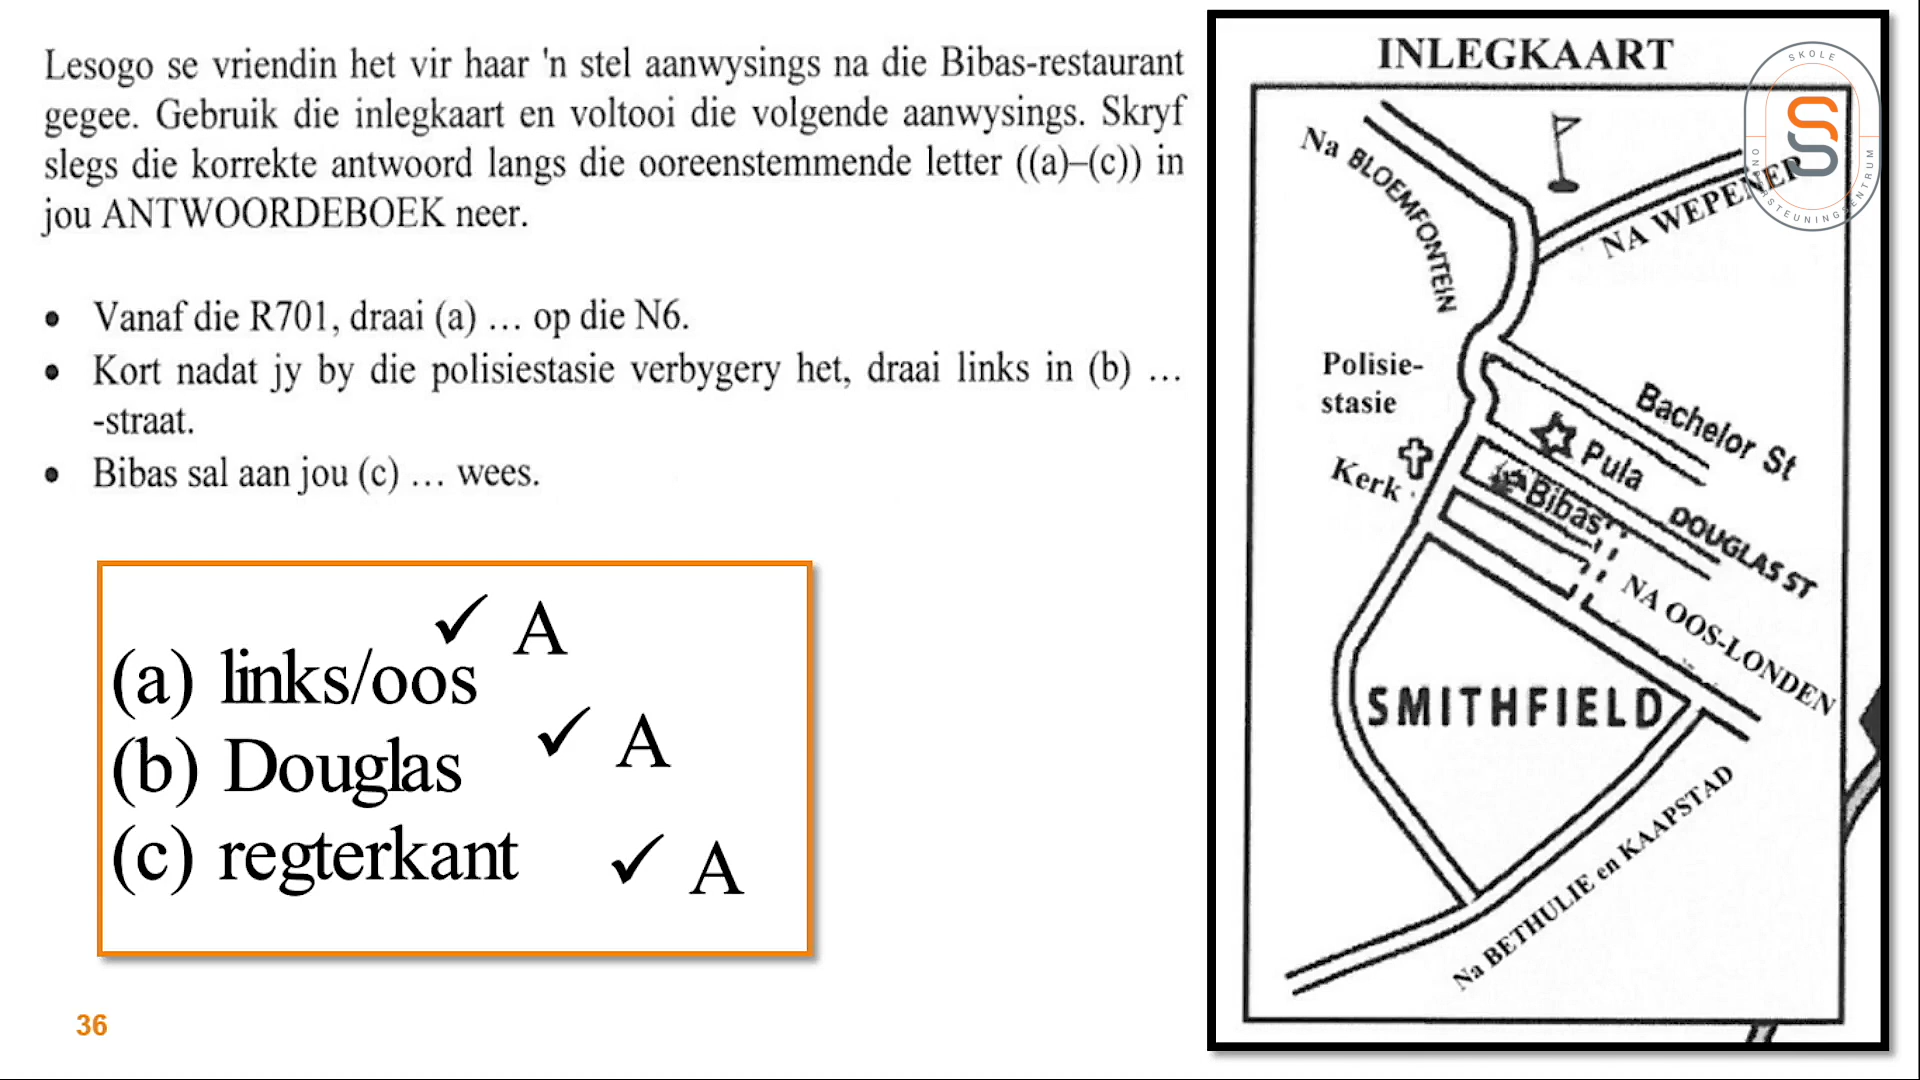 Lesogo se vriendin het vir haar 'n stel aanwysings na die Bibas-restaurant
gegee. Gebruik die inlegkaart en voltooi die volgende aanwysings. Skryf
slegs die korrekte antwoord langs die ooreenstemmende letter ((a)–(c)) in
jou ANTWOORDEBOEK neer.
• Vanaf die R701, draai (a) … op die N6.
• Kort nadat jy by die polisiestasie verbygery het, draai links in (b) …
-straat.
• Bibas sal aan jou (c) … wees.
(a) links/oos ✓ A
(b) Douglas ✓ A
(c) regterkant ✓ A
36
INLEGKAART
Na BLOEMFONTEIN
NA WEPENER
Polisie-
stasie
Bachelor St
Pula
Kerk
Bibas
DOUGLAS ST
NA OOS-LONDEN
SMITHFIELD
Na BETHULIE en KAAPSTAD
SKOLE